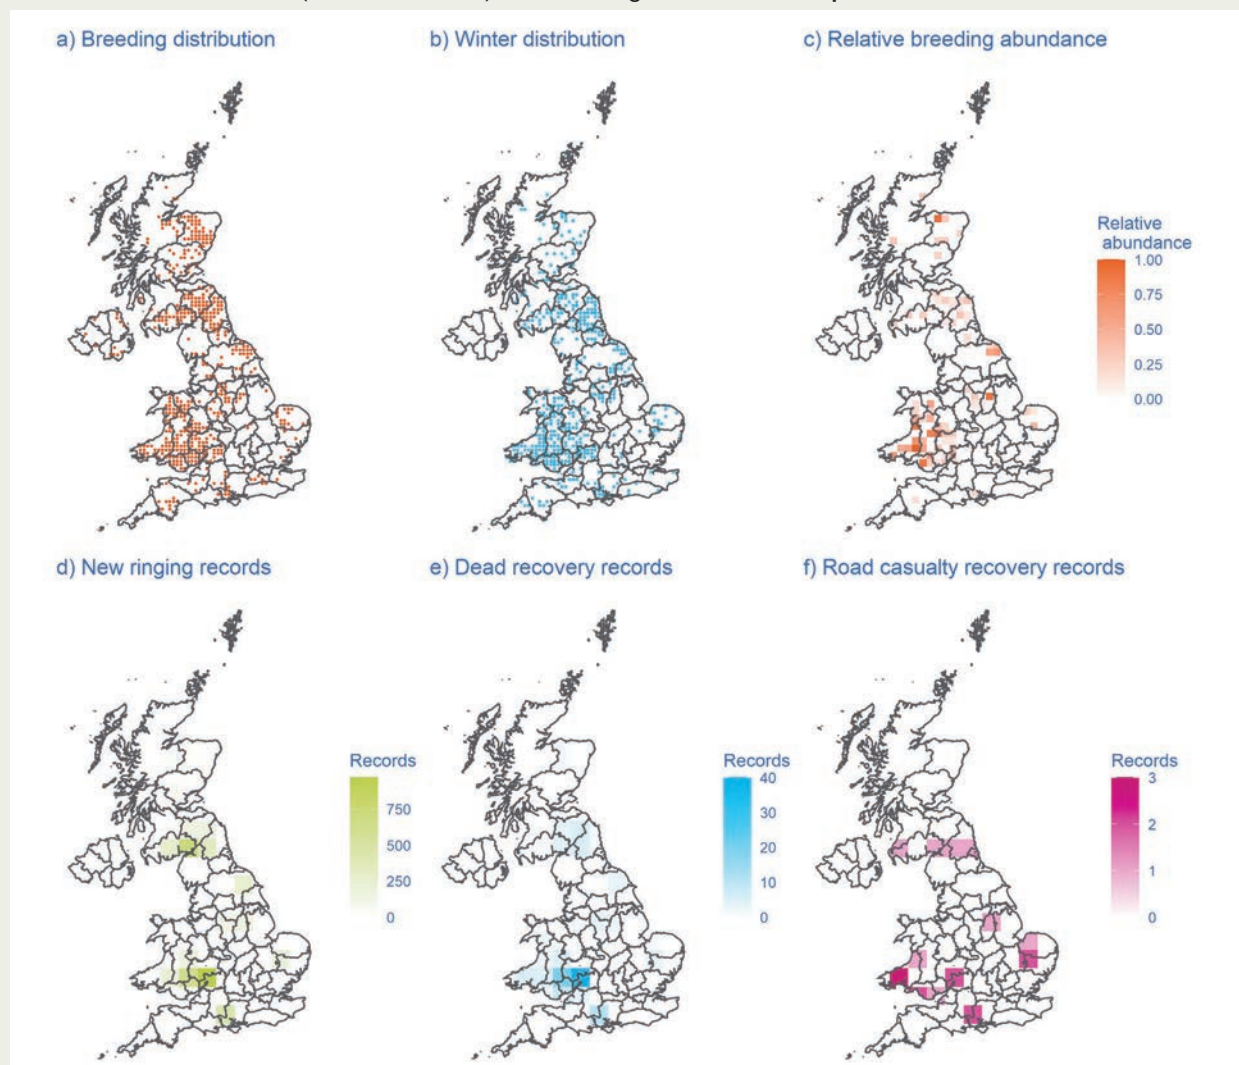 a) Breeding distribution
b) Winter distribution
c) Relative breeding abundance
Relative
abundance
1.00
0.75
0.50
0.25
0.00
d) New ringing records
e) Dead recovery records
f) Road casualty recovery records
Records
750
500
250
0
Records
40
30
20
10
0
Records
3
2
1
0